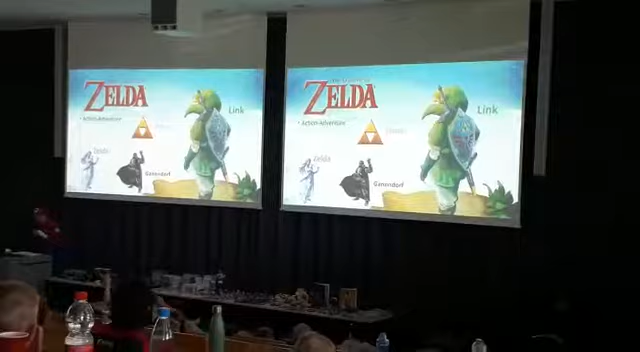 ZELDA
Link
• Action-Adventure
Zelda
Ganondorf
ZELDA
Link
• Action-Adventure
Zelda
Ganondorf